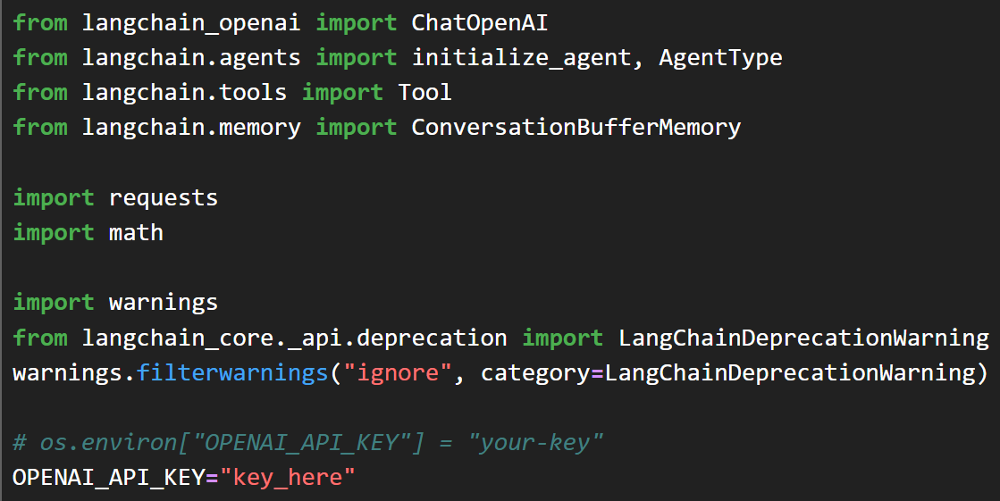 from langchain_openai import ChatOpenAI
from langchain.agents import initialize_agent, AgentType
from langchain.tools import Tool
from langchain.memory import ConversationBufferMemory
import requests
import math
import warnings
from langchain_core._api.deprecation import LangChainDeprecationWarning
warnings.filterwarnings("ignore", category=LangChainDeprecationWarning)
# os.environ["OPENAI_API_KEY"] = "your-key"
OPENAI_API_KEY="key_here"